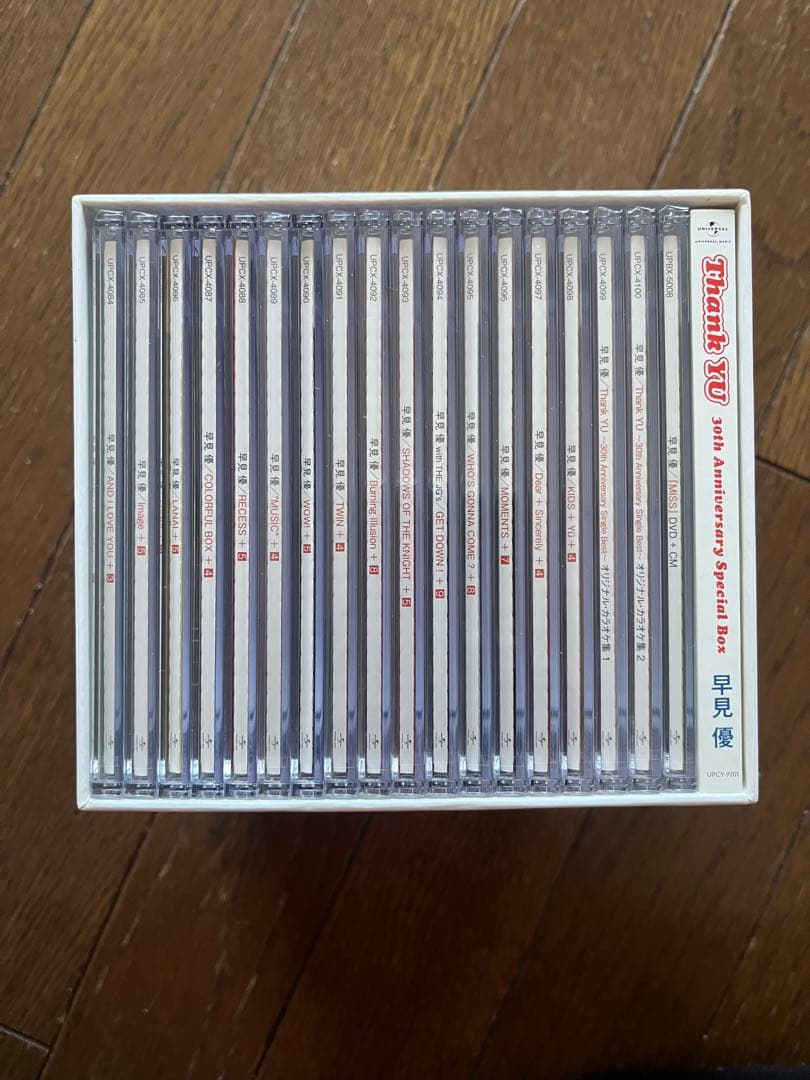 UPCX-4084 早見 優/AND I LOVE YOU + 3
UPCX-4085 早見 優/Image + 5
UPCX-4086 早見 優/LANAI + 5
UPCX-4087 早見 優/COLORFUL BOX + 4
UPCX-4088 早見 優/RECESS + 5
UPCX-4089 早見 優/"MUSIC" + 4
UPCX-4090 早見 優/WOW! + 5
UPCX-4091 早見 優/TWIN + 4
UPCX-4092 早見 優/Burning illusion + 8
UPCX-4093 早見 優/SHADOWS OF THE KNIGHT + 5
UPCX-4094 早見 優 with THE JG's/GET DOWN! + 9
UPCX-4095 早見 優/WHO'S GONNA COME? + 8
UPCX-4096 早見 優/MOMENTS + 7
UPCX-4097 早見 優/Dear + Sincerely + 4
UPCX-4098 早見 優/KIDS + YG + 4
UPCX-4099 早見 優/Thank YU ～30th Anniversary Single Best～ オリジナル・カラオケ集 1
UPCX-4100 早見 優/Thank YU ～30th Anniversary Single Best～ オリジナル・カラオケ集 2
UPBX-5008 早見 優/「MISS」DVD + CM
UNIVERSAL
UNIVERSAL MUSIC
Thank YU 30th Anniversary Special Box 早見 優
UPCY-9201